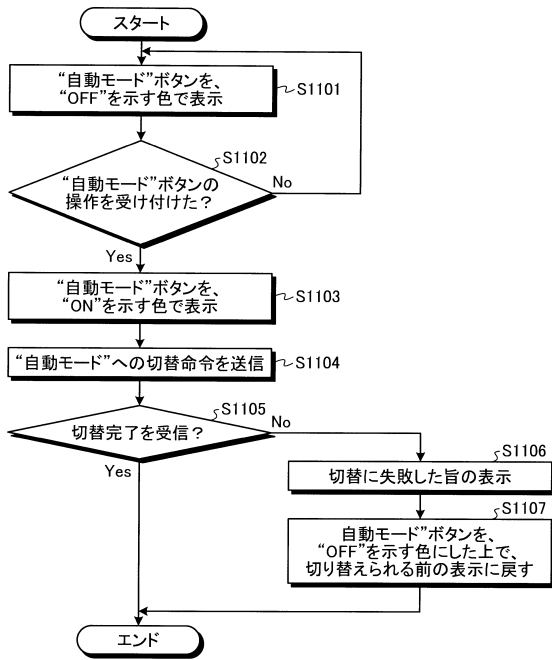 スタート
“自動モード”ボタンを、
“OFF”を示す色で表示
S1101
S1102
“自動モード”ボタンの
操作を受け付けた？
No
Yes
“自動モード”ボタンを、
“ON”を示す色で表示
S1103
“自動モード”への切替命令を送信
S1104
S1105
切替完了を受信？
No
Yes
S1106
切替に失敗した旨の表示
S1107
自動モード”ボタンを、
“OFF”を示す色にした上で、
切り替えられる前の表示に戻す
エンド